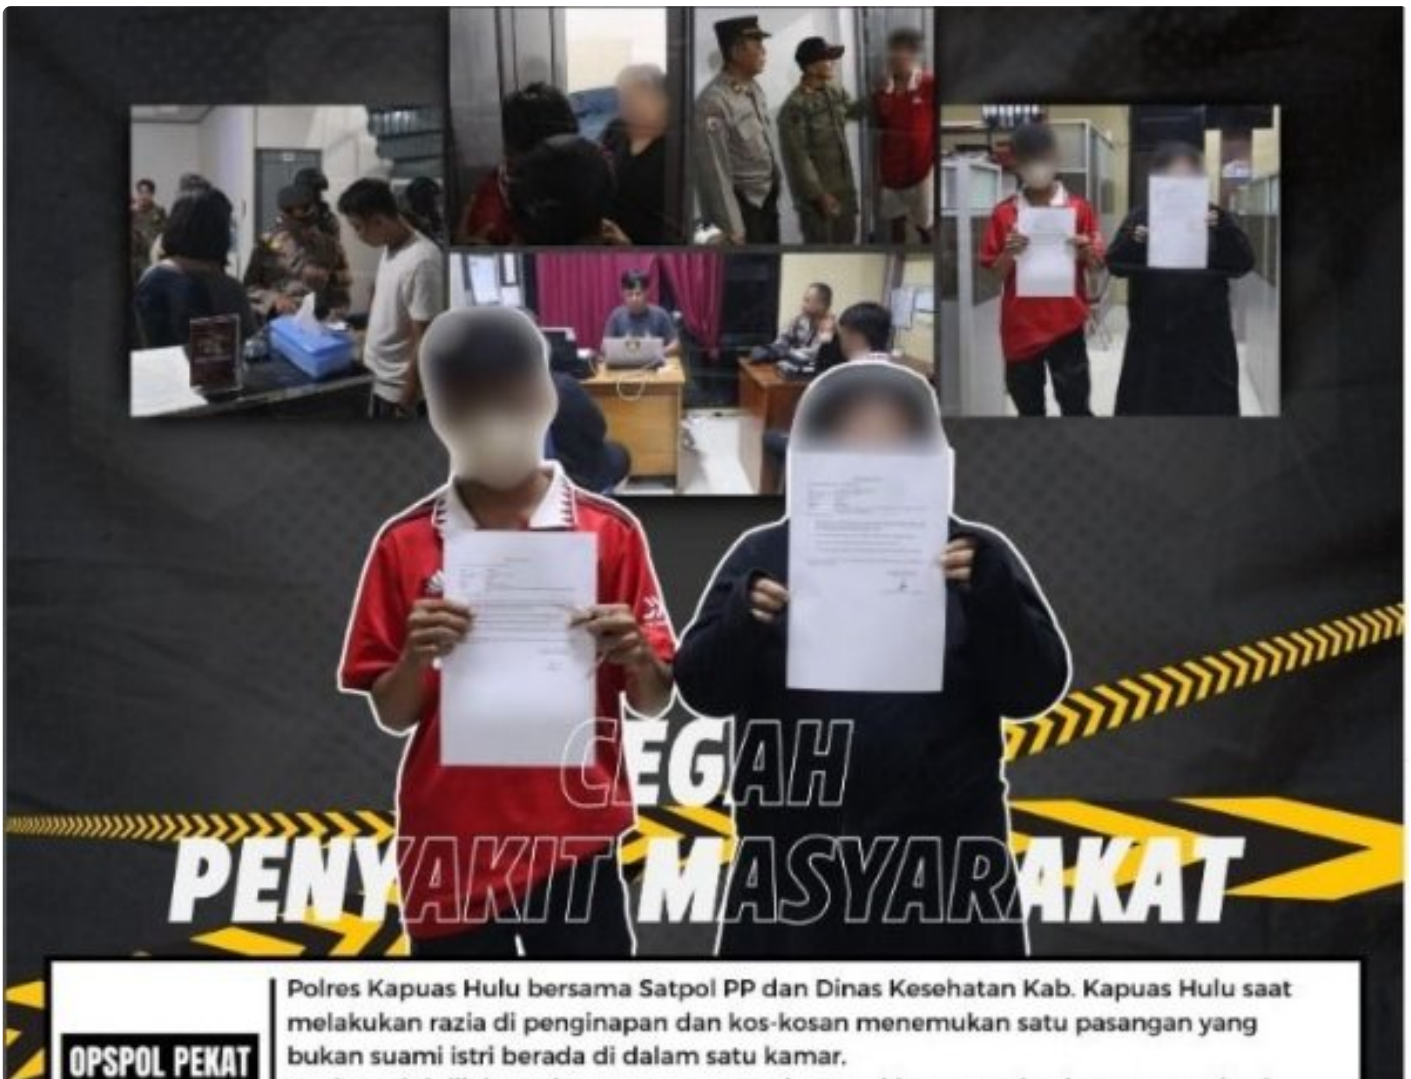 CEGAH
PENYAKIT MASYARAKAT
OPSPOL PEKAT
Polres Kapuas Hulu bersama Satpol PP dan Dinas Kesehatan Kab. Kapuas Hulu saat
melakukan razia di penginapan dan kos-kosan menemukan satu pasangan yang
bukan suami istri berada di dalam satu kamar.